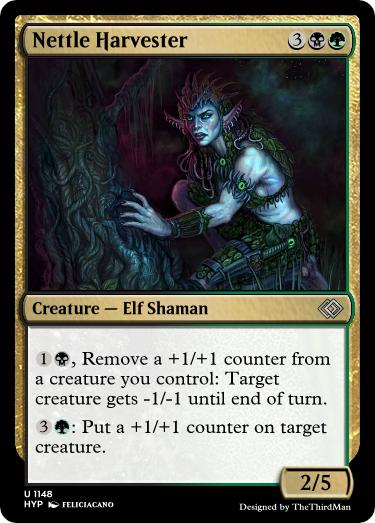 Nettle Harvester 3
Creature — Elf Shaman
1 , Remove a +1/+1 counter from
a creature you control: Target
creature gets -1/-1 until end of turn.
3 : Put a +1/+1 counter on target
creature.
2/5
U 1148
HYP FELICIACANO
Designed by TheThirdMan